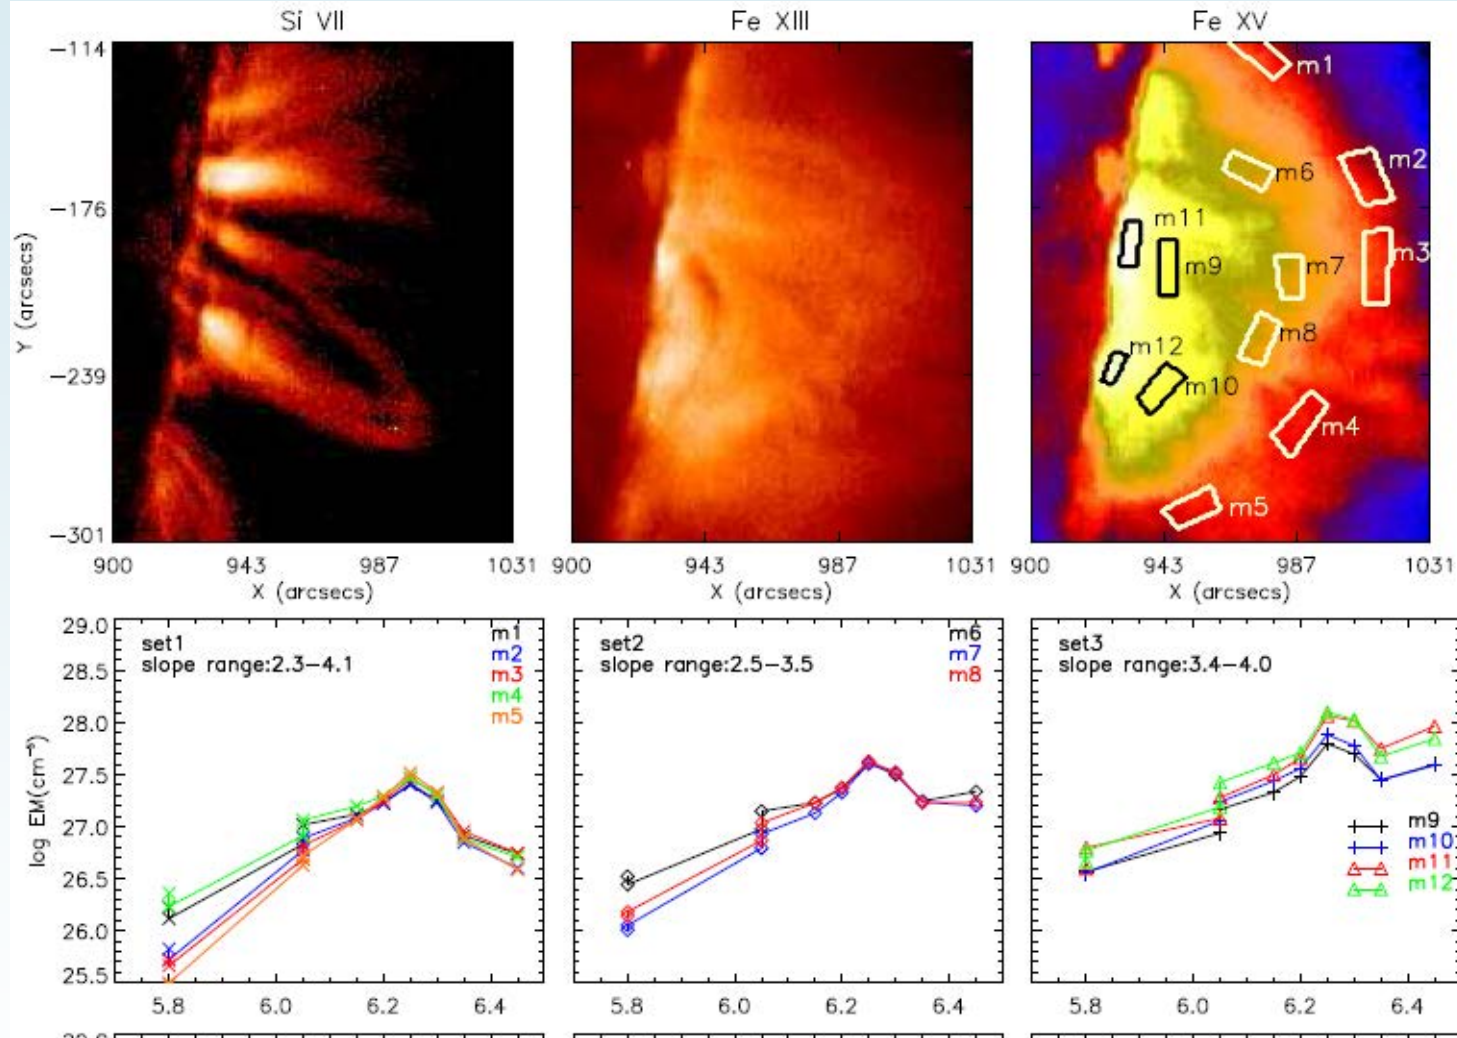 Si VII
Fe XIII
Fe XV
−114
−176
−239
−301
Y (arcsecs)
m1
m2
m3
m4
m5
m6
m7
m8
m9
m10
m11
m12
900 943 987 1031
X (arcsecs)
900 943 987 1031
X (arcsecs)
900 943 987 1031
X (arcsecs)
29.0
28.5
28.0
27.5
27.0
26.5
26.0
25.5
log EM(cm⁻⁵)
set1
slope range:2.3−4.1
m1
m2
m3
m4
m5
5.8 6.0 6.2 6.4
set2
slope range:2.5−3.5
m6
m7
m8
5.8 6.0 6.2 6.4
set3
slope range:3.4−4.0
m9
m10
m11
m12
5.8 6.0 6.2 6.4